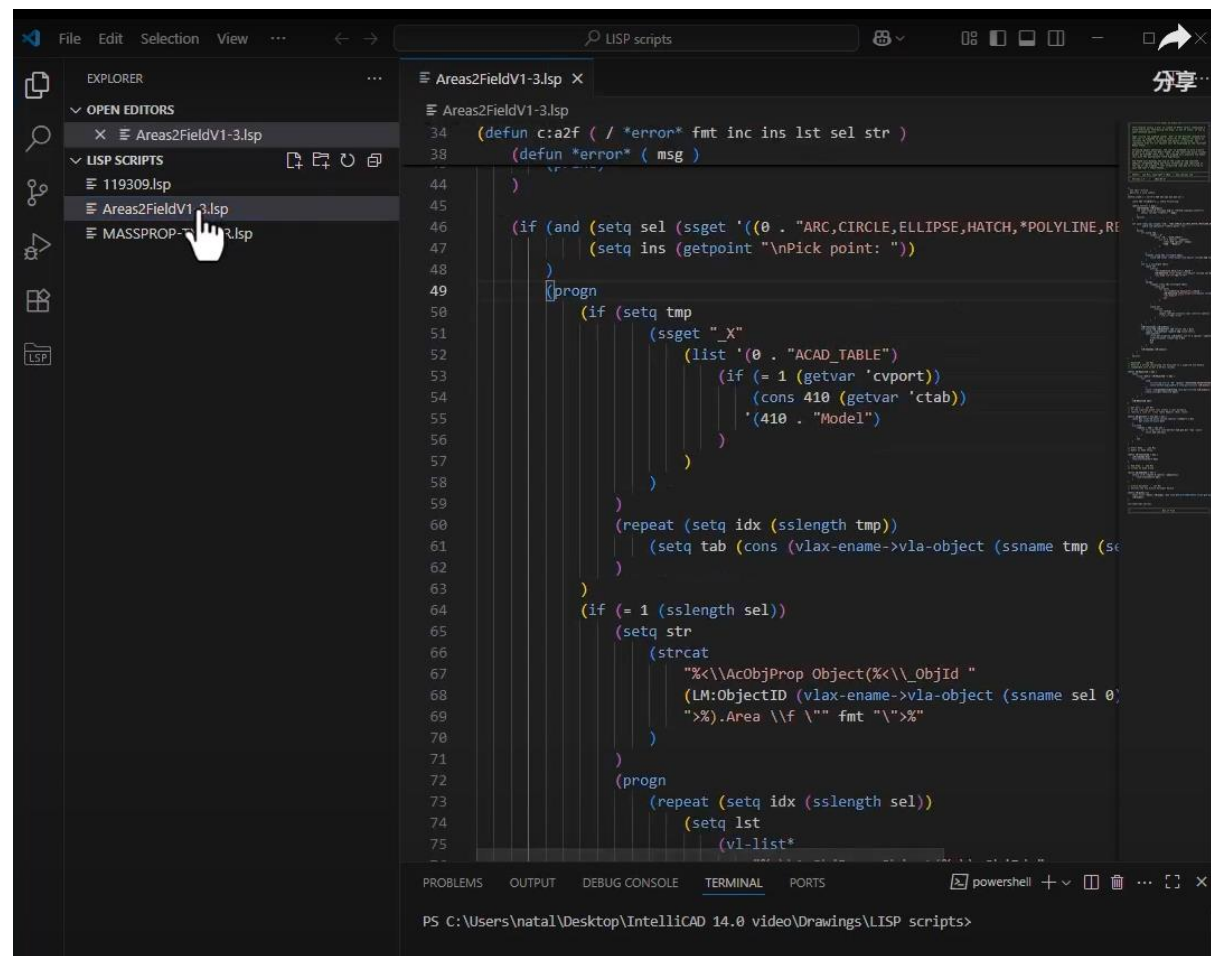 File Edit Selection View ··· LISP scripts
分享
EXPLORER ···
OPEN EDITORS
Areas2FieldV1-3.lsp
LISP SCRIPTS
119309.lsp
Areas2FieldV1-3.lsp
MASSPROP-
.lsp
LSP
Areas2FieldV1-3.lsp
Areas2FieldV1-3.lsp
34 (defun c:a2f ( / *error* fmt inc ins lst sel str )
38 (defun *error* ( msg )
44 )
45
46 (if (and (setq sel (ssget '((0 . "ARC,CIRCLE,ELLIPSE,HATCH,*POLYLINE,RE
47 (setq ins (getpoint "\nPick point: "))
48 )
49 (progn
50 (if (setq tmp
51 (ssget "_X"
52 (list '(0 . "ACAD_TABLE")
53 (if (= 1 (getvar 'cvport))
54 (cons 410 (getvar 'ctab))
55 '(410 . "Model")
56 )
57 )
58 )
59 )
60 (repeat (setq idx (sslength tmp))
61 (setq tab (cons (vlax-ename->vla-object (ssname tmp (se
62 )
63 )
64 (if (= 1 (sslength sel))
65 (setq str
66 (strcat
67 "%<\\AcObjProp Object(%<\\_ObjId "
68 (LM:ObjectID (vlax-ename->vla-object (ssname sel 0)
69 ">%).Area \\f \"" fmt "\">%"
70 )
71 )
72 (progn
73 (repeat (setq idx (sslength sel))
74 (setq lst
75 (vl-list*
PROBLEMS OUTPUT DEBUG CONSOLE TERMINAL PORTS powershell
PS C:\Users\natal\Desktop\IntelliCAD 14.0 video\Drawings\LISP scripts>